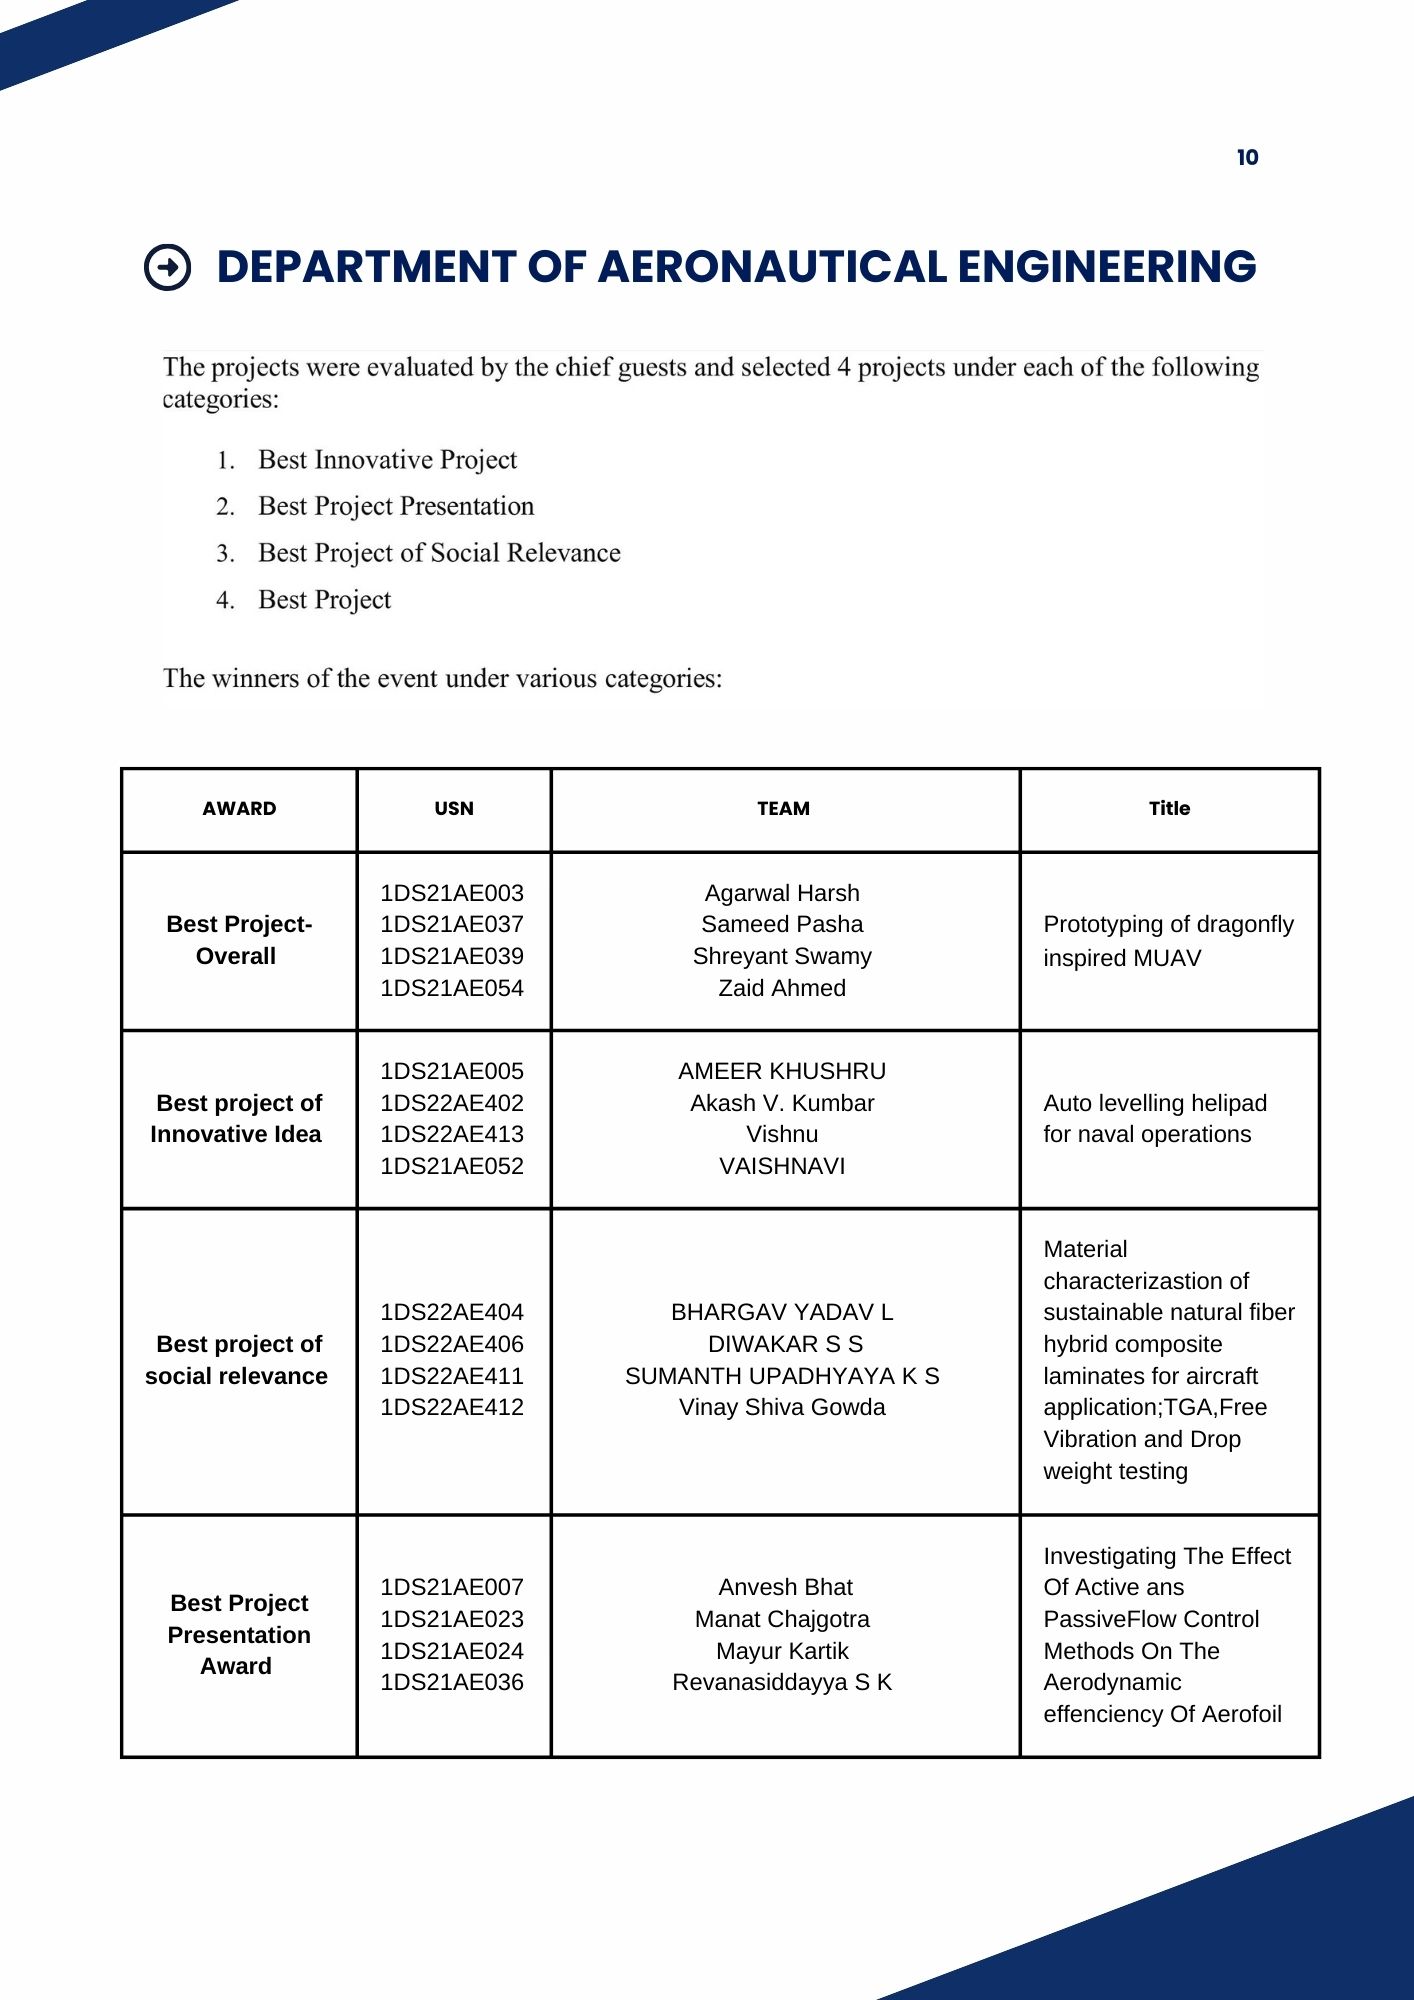 10
DEPARTMENT OF AERONAUTICAL ENGINEERING
The projects were evaluated by the chief guests and selected 4 projects under each of the following
categories:
1. Best Innovative Project
2. Best Project Presentation
3. Best Project of Social Relevance
4. Best Project
The winners of the event under various categories:
AWARD
USN
TEAM
Title
Best Project-
Overall
1DS21AE003
1DS21AE037
1DS21AE039
1DS21AE054
Agarwal Harsh
Sameed Pasha
Shreyant Swamy
Zaid Ahmed
Prototyping of dragonfly
inspired MUAV
Best project of
Innovative Idea
1DS21AE005
1DS22AE402
1DS22AE413
1DS21AE052
AMEER KHUSHRU
Akash V. Kumbar
Vishnu
VAISHNAVI
Auto levelling helipad
for naval operations
Best project of
social relevance
1DS22AE404
1DS22AE406
1DS22AE411
1DS22AE412
BHARGAV YADAV L
DIWAKAR S S
SUMANTH UPADHYAYA K S
Vinay Shiva Gowda
Material
characterizastion of
sustainable natural fiber
hybrid composite
laminates for aircraft
application;TGA,Free
Vibration and Drop
weight testing
Best Project
Presentation
Award
1DS21AE007
1DS21AE023
1DS21AE024
1DS21AE036
Anvesh Bhat
Manat Chajgotra
Mayur Kartik
Revanasiddayya S K
Investigating The Effect
Of Active ans
PassiveFlow Control
Methods On The
Aerodynamic
effenciency Of Aerofoil